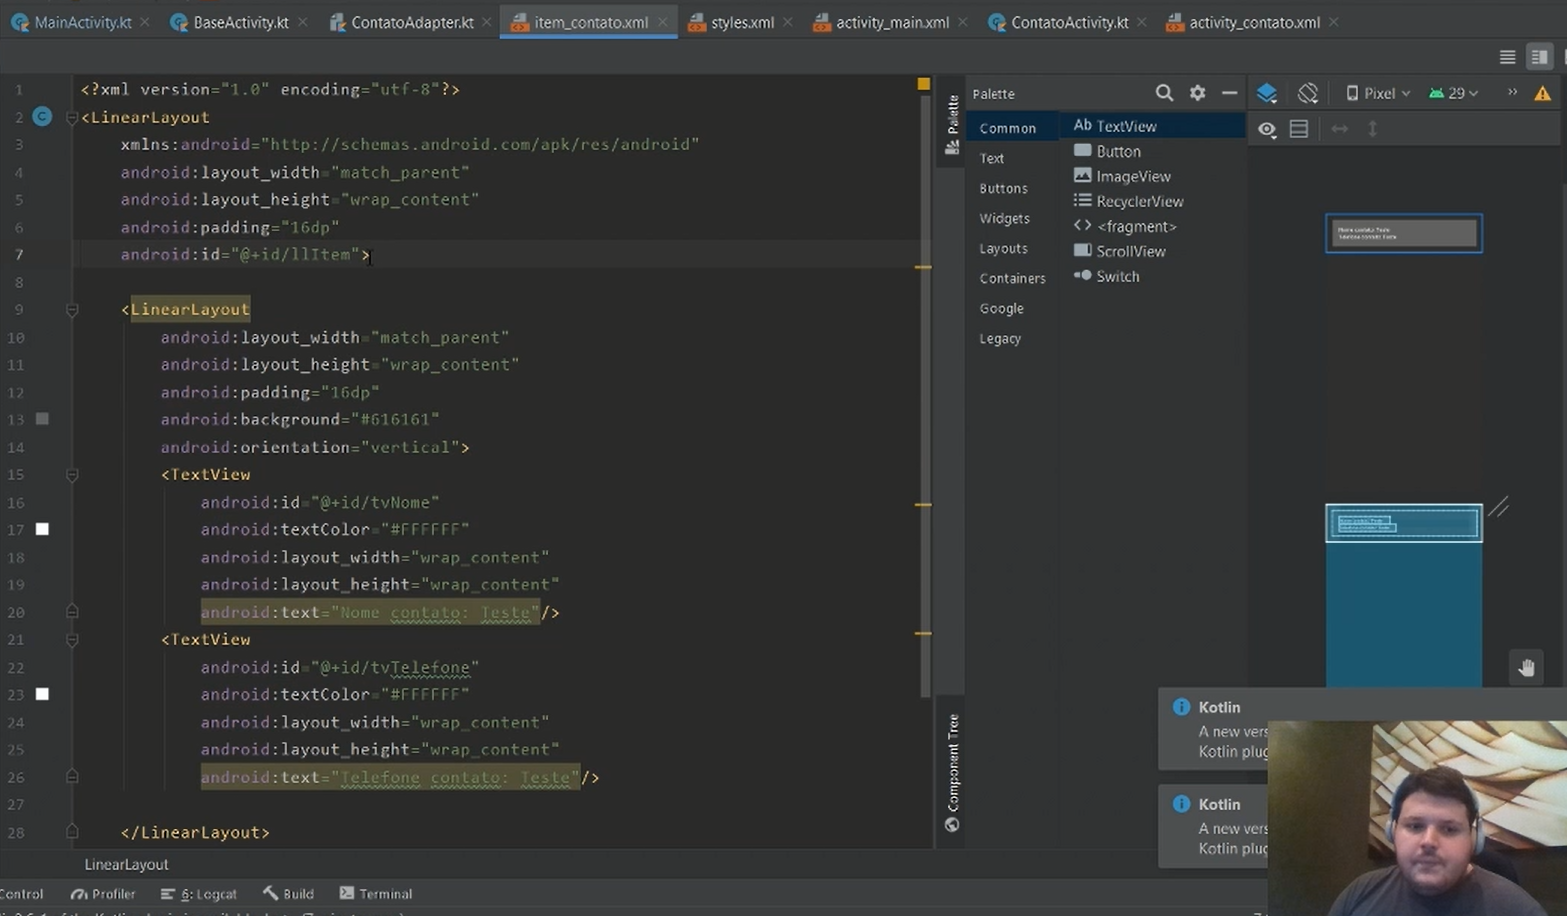 MainActivity.kt
BaseActivity.kt
ContatoAdapter.kt
item_contato.xml
styles.xml
activity_main.xml
ContatoActivity.kt
activity_contato.xml
1 <?xml version="1.0" encoding="utf-8"?>
2 <LinearLayout
3 xmlns:android="http://schemas.android.com/apk/res/android"
4 android:layout_width="match_parent"
5 android:layout_height="wrap_content"
6 android:padding="16dp"
7 android:id="@+id/llItem">
8
9 <LinearLayout
10 android:layout_width="match_parent"
11 android:layout_height="wrap_content"
12 android:padding="16dp"
13 android:background="#616161"
14 android:orientation="vertical">
15 <TextView
16 android:id="@+id/tvNome"
17 android:textColor="#FFFFFF"
18 android:layout_width="wrap_content"
19 android:layout_height="wrap_content"
20 android:text="Nome contato: Teste"/>
21 <TextView
22 android:id="@+id/tvTelefone"
23 android:textColor="#FFFFFF"
24 android:layout_width="wrap_content"
25 android:layout_height="wrap_content"
26 android:text="Telefone contato: Teste"/>
27
28 </LinearLayout>
LinearLayout
Palette
Component Tree
Palette
Common
Text
Buttons
Widgets
Layouts
Containers
Google
Legacy
Ab TextView
Button
ImageView
RecyclerView
<fragment>
ScrollView
Switch
Pixel
29
Nome contato: Teste
Telefone contato: Teste
Kotlin
A new vers
Kotlin plug
Kotlin
A new vers
Kotlin plug
Control
Profiler
6: Logcat
Build
Terminal